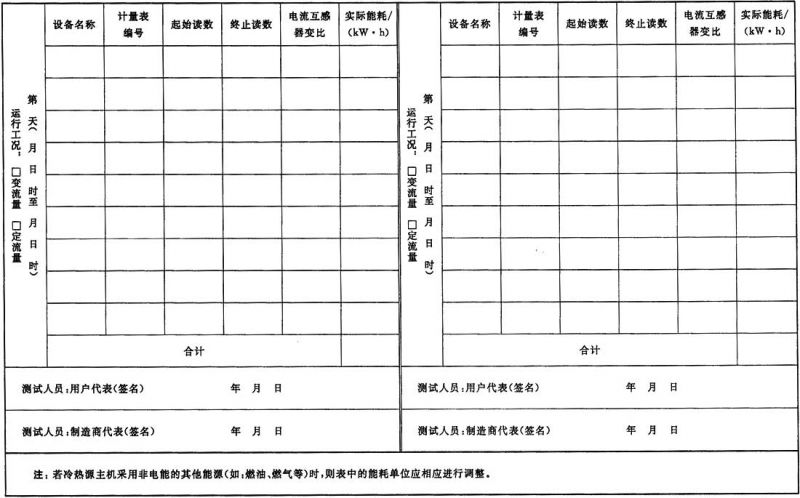 设备名称 计量表编号 起始读数 终止读数 电流互感器变比 实际能耗/(kW·h)
第 天(月 日 时至 月 日 时)
运行工况:□变流量 □定流量
合计
测试人员:用户代表(签名) 年 月 日
测试人员:制造商代表(签名) 年 月 日
设备名称 计量表编号 起始读数 终止读数 电流互感器变比 实际能耗/(kW·h)
第 天(月 日 时至 月 日 时)
运行工况:□变流量 □定流量
合计
测试人员:用户代表(签名) 年 月 日
测试人员:制造商代表(签名) 年 月 日
注:若冷热源主机采用非电能的其他能源(如:燃油、燃气等)时,则表中的能耗单位应相应进行调整。